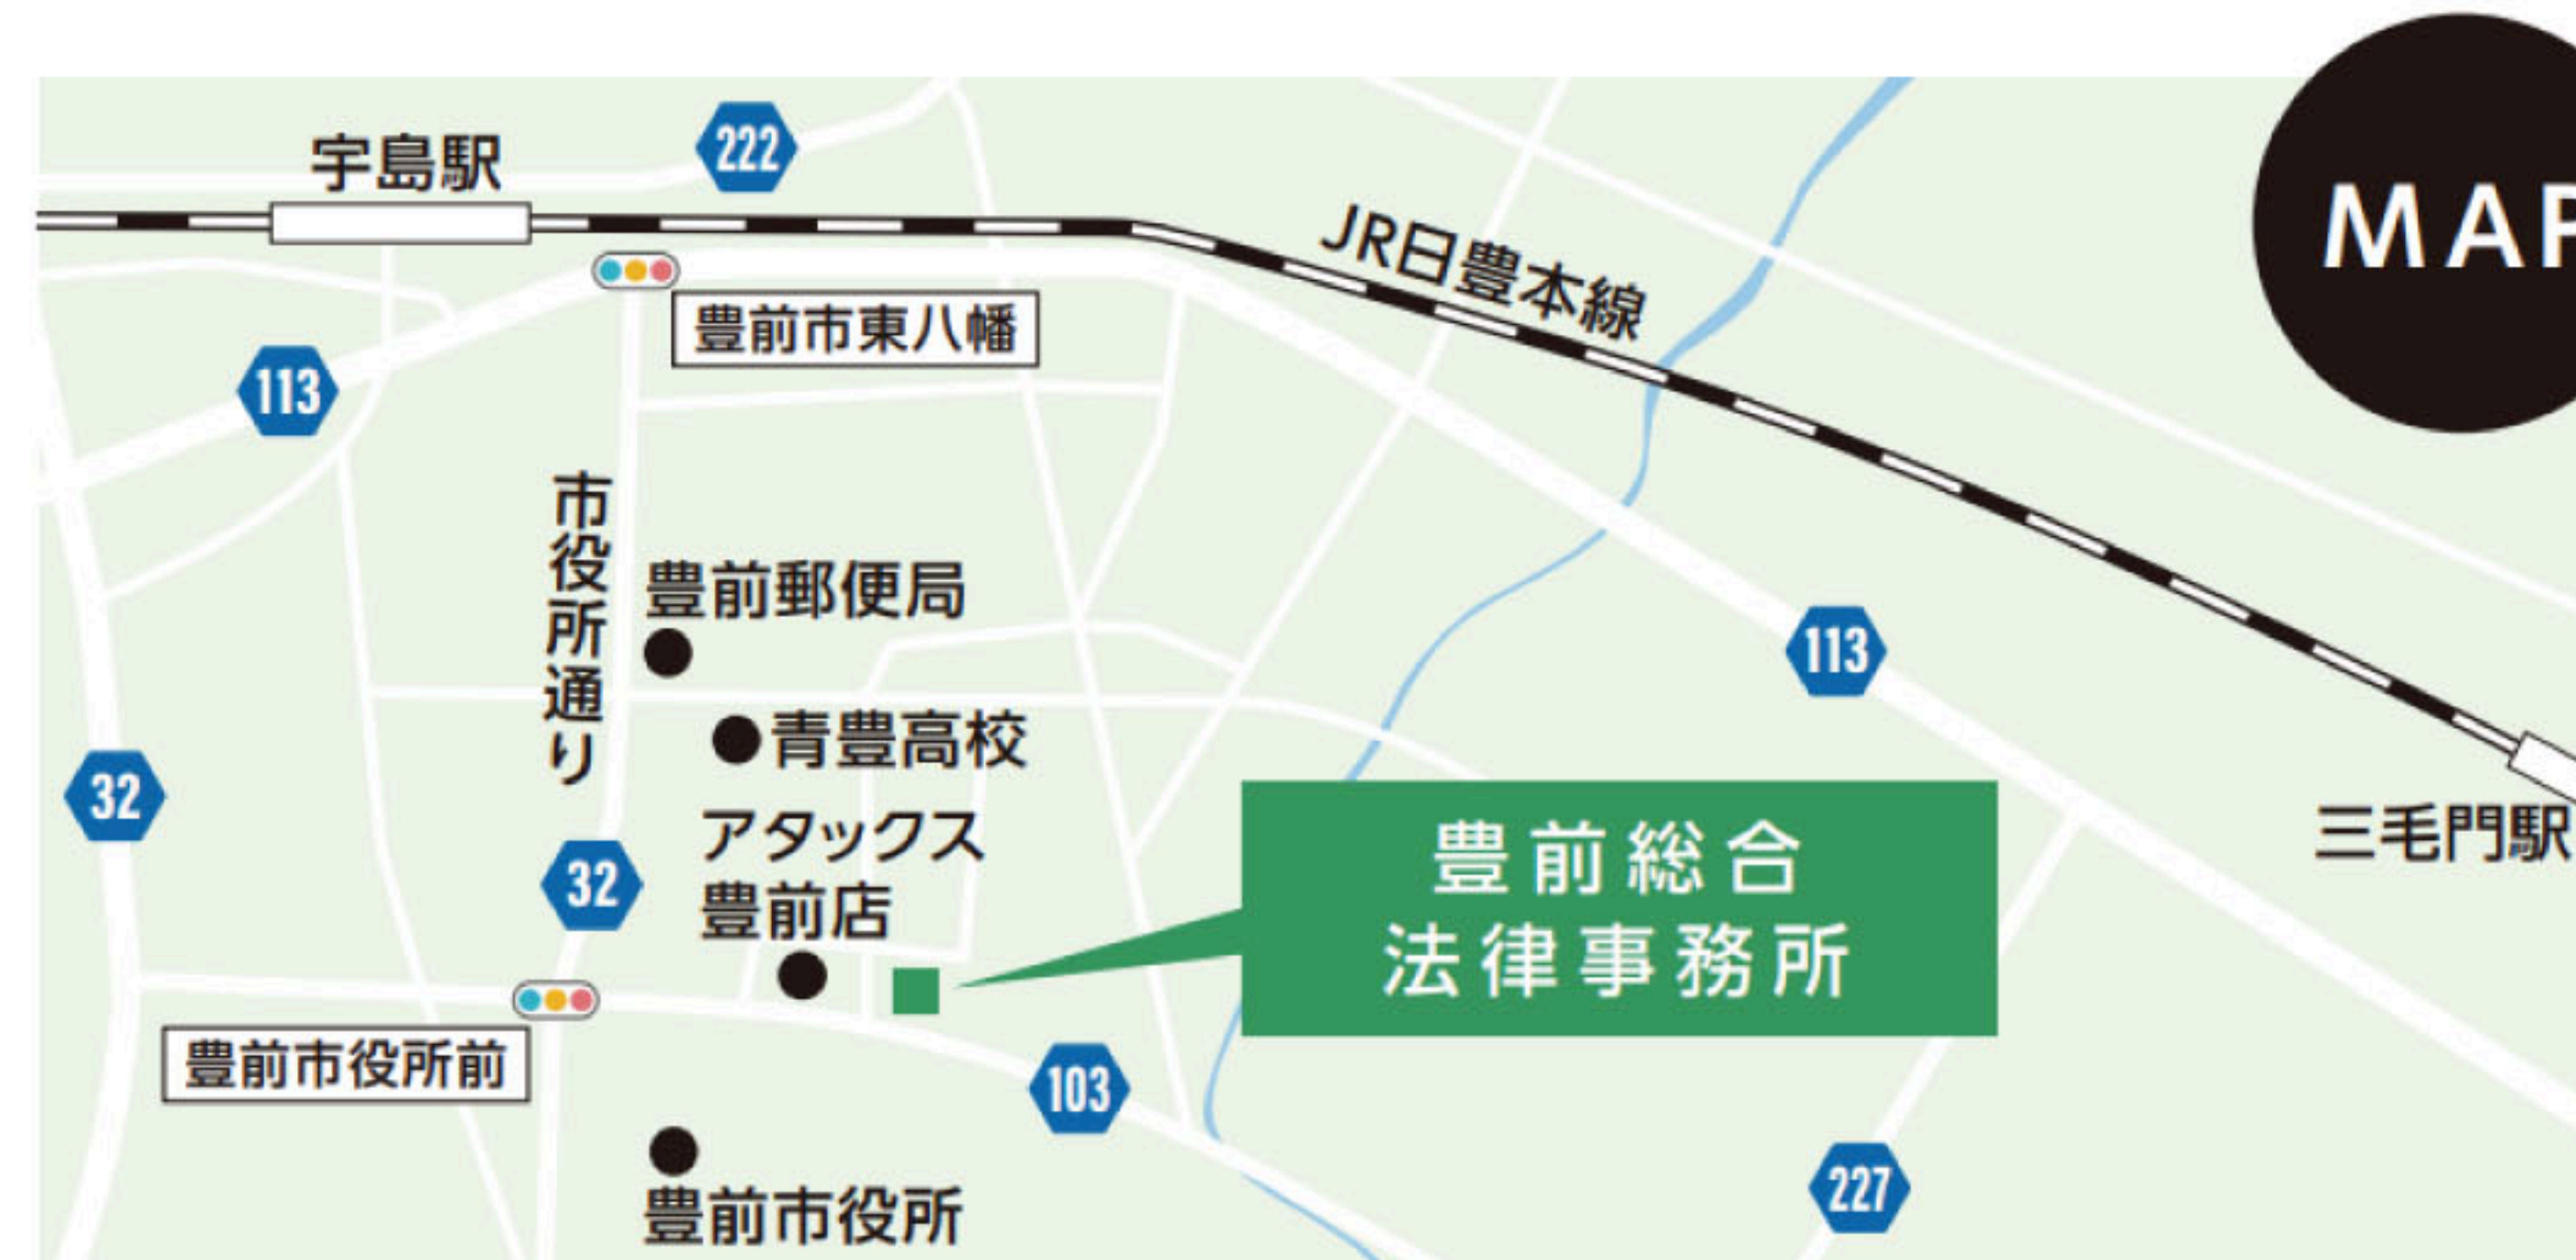 MAP
222
宇島駅
JR日豊本線
豊前市東八幡
113
市役所通り
豊前郵便局
113
青豊高校
32
アタックス
豊前店
32
三毛門駅
豊前総合
法律事務所
豊前市役所前
103
227
豊前市役所